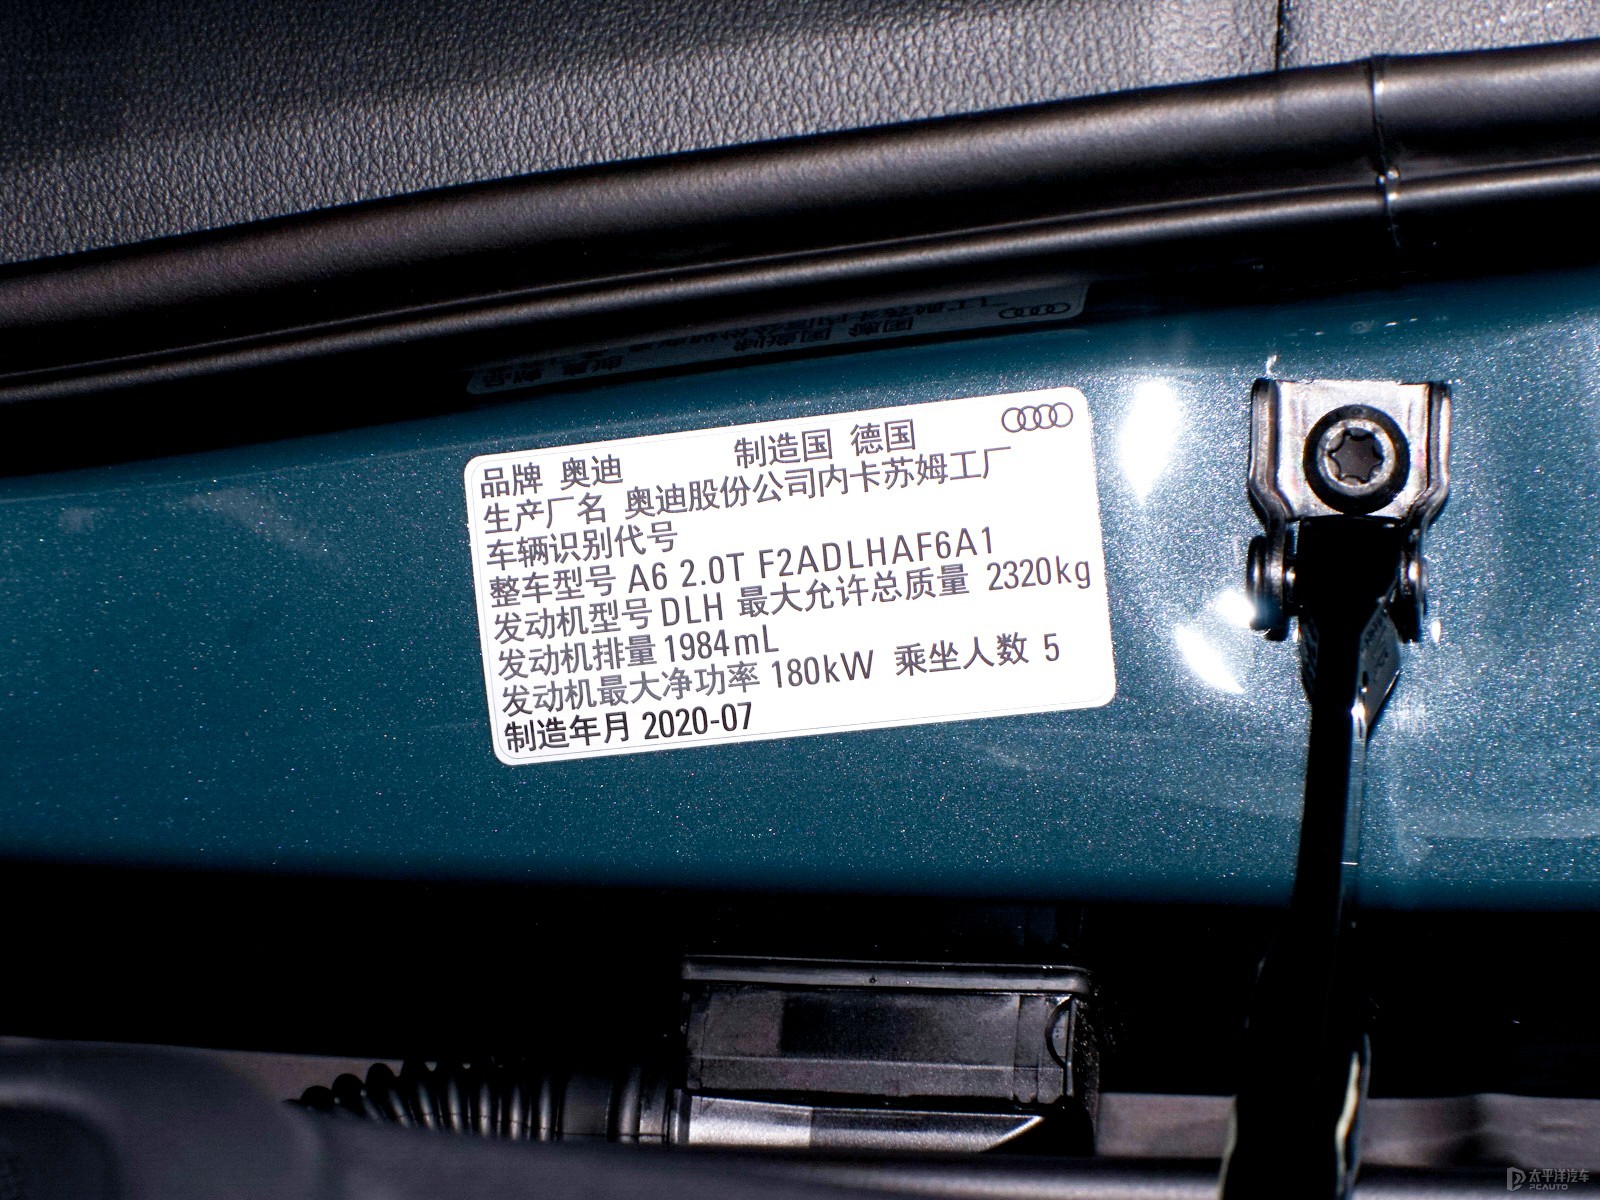 品牌 奥迪 制造国 德国
生产厂名 奥迪股份公司内卡苏姆工厂
车辆识别代号
整车型号 A6 2.0T F2ADLHAF6A1
发动机型号 DLH 最大允许总质量 2320kg
发动机排量 1984mL
发动机最大净功率 180kW 乘坐人数 5
制造年月 2020-07
太平洋汽车
PCAUTO